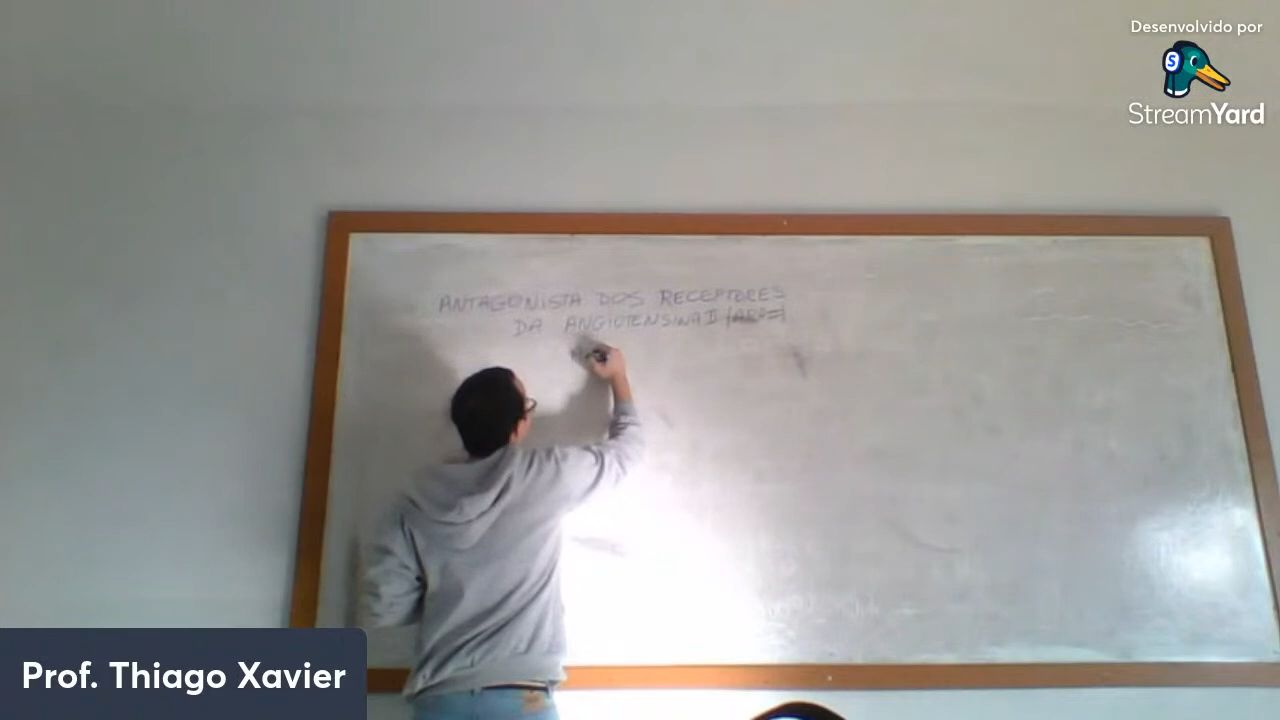 Desenvolvido por
StreamYard
ANTAGONISTA DOS RECEPTORES
DA ANGIOTENSINA II
Prof. Thiago Xavier